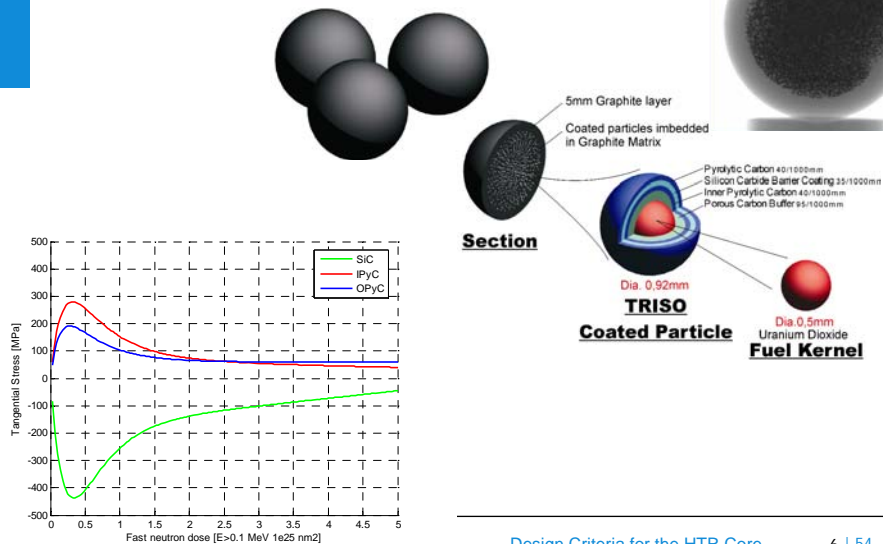 5mm Graphite layer
Coated particles imbedded
in Graphite Matrix
Pyrolytic Carbon 40/1000mm
Silicon Carbide Barrier Coating 35/1000mm
Inner Pyrolytic Carbon 40/1000mm
Porous Carbon Buffer 95/1000mm
Section
Dia. 0,92mm
TRISO
Coated Particle
Dia.0,5mm
Uranium Dioxide
Fuel Kernel
500
400
300
200
100
0
-100
-200
-300
-400
-500
Tangential Stress [MPa]
SiC
IPyC
OPyC
0 0.5 1 1.5 2 2.5 3 3.5 4 4.5 5
Fast neutron dose [E>0.1 MeV 1e25 nm2]
Design Criteria for the HTR Core 6 | 54